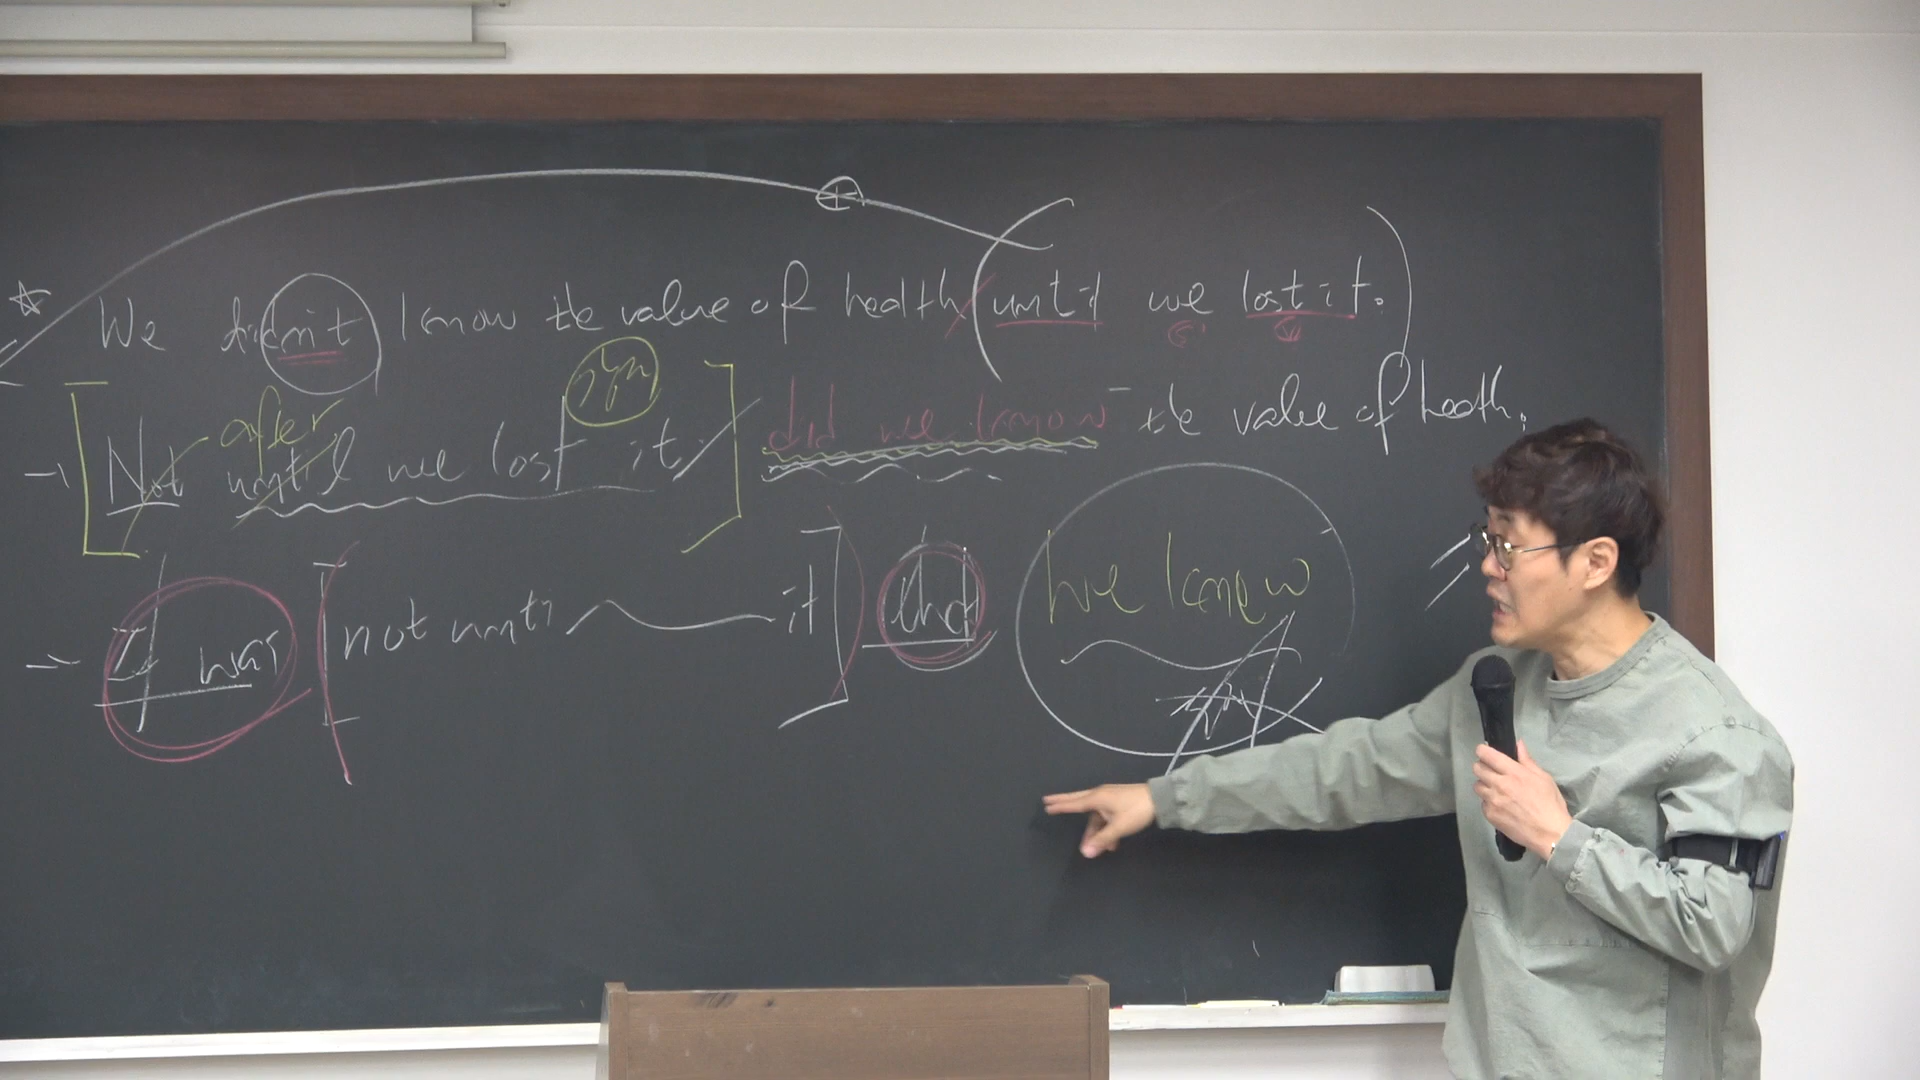 ☆ We didn't know the value of health (until we lost it.)
S' V
after
→ [Not until we lost it] did we know the value of health.
→ It was [not until it] that we knew